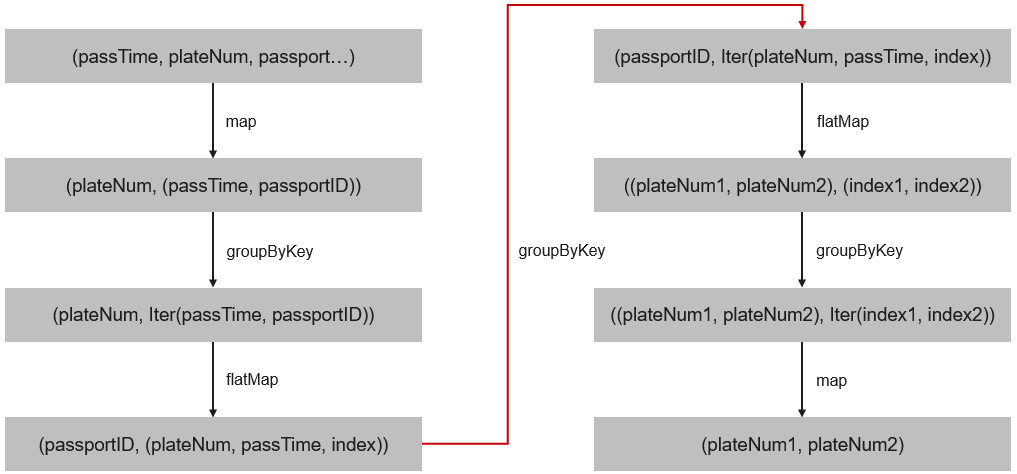 (passTime, plateNum, passport…)
map
(plateNum, (passTime, passportID))
groupByKey
(plateNum, Iter(passTime, passportID))
flatMap
(passportID, (plateNum, passTime, index))
groupByKey
(passportID, Iter(plateNum, passTime, index))
flatMap
((plateNum1, plateNum2), (index1, index2))
groupByKey
((plateNum1, plateNum2), Iter(index1, index2))
map
(plateNum1, plateNum2)